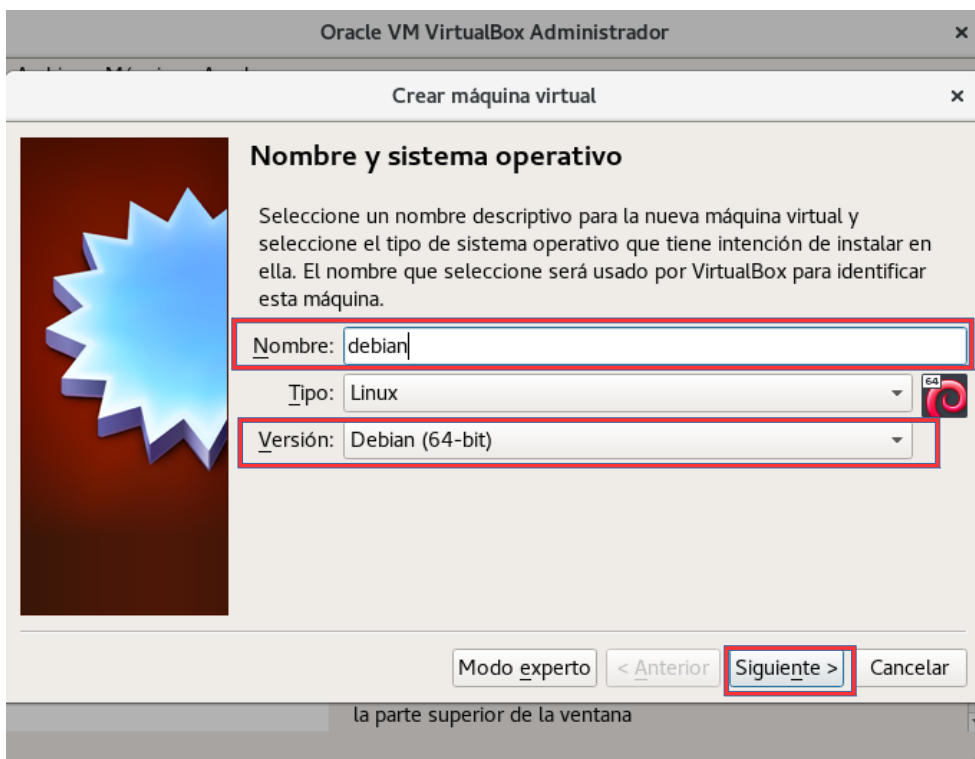 Oracle VM VirtualBox Administrador
Crear máquina virtual
Nombre y sistema operativo
Seleccione un nombre descriptivo para la nueva máquina virtual y
seleccione el tipo de sistema operativo que tiene intención de instalar en
ella. El nombre que seleccione será usado por VirtualBox para identificar
esta máquina.
Nombre: debian
Tipo: Linux
64
Versión: Debian (64-bit)
Modo experto < Anterior Siguiente > Cancelar
la parte superior de la ventana